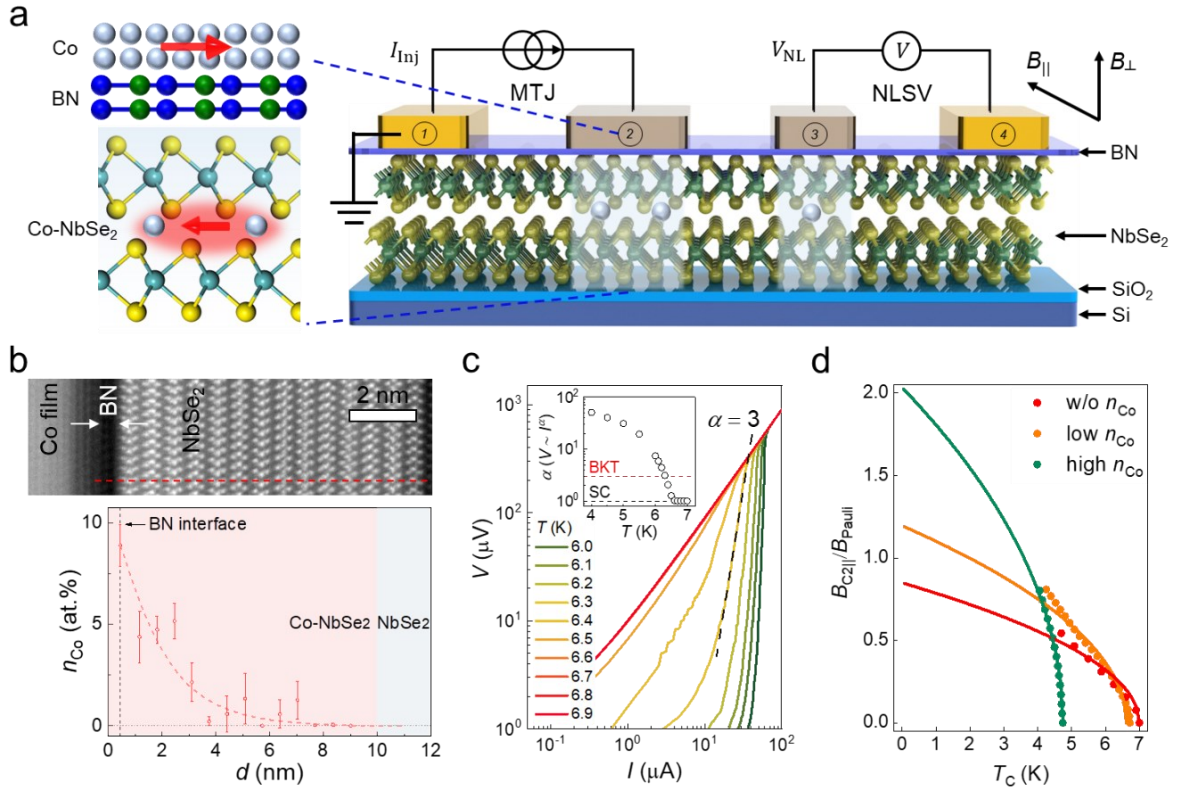 a
Co
BN
Co-NbSe₂
I_Inj
MTJ
V_NL
V
NLSV
B_||
B_⊥
1
2
3
4
BN
NbSe₂
SiO₂
Si
b
Co film
BN
NbSe₂
2 nm
n_Co (at.%)
10
5
0
BN interface
Co-NbSe₂
NbSe₂
0 2 4 6 8 10 12
d (nm)
c
V (μV)
10³
10²
10¹
10⁰
α (V ~ I^α)
10²
10¹
10⁰
BKT
SC
4 5 6 7
T (K)
α = 3
T (K)
6.0
6.1
6.2
6.3
6.4
6.5
6.6
6.7
6.8
6.9
10⁻¹ 10⁰ 10¹ 10²
I (μA)
d
B_C2||/B_Pauli
2.0
1.5
1.0
0.5
0.0
w/o n_Co
low n_Co
high n_Co
0 1 2 3 4 5 6 7
T_C (K)